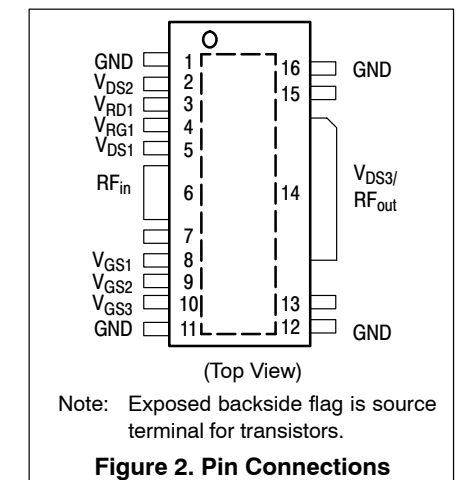 GND 1 16 GND
V_DS2 2 15
V_RD1 3
V_RG1 4
V_DS1 5
RF_in 6 14 V_DS3/
RF_out
7
V_GS1 8
V_GS2 9
V_GS3 10 13
GND 11 12 GND
(Top View)
Note: Exposed backside flag is source
terminal for transistors.
Figure 2. Pin Connections